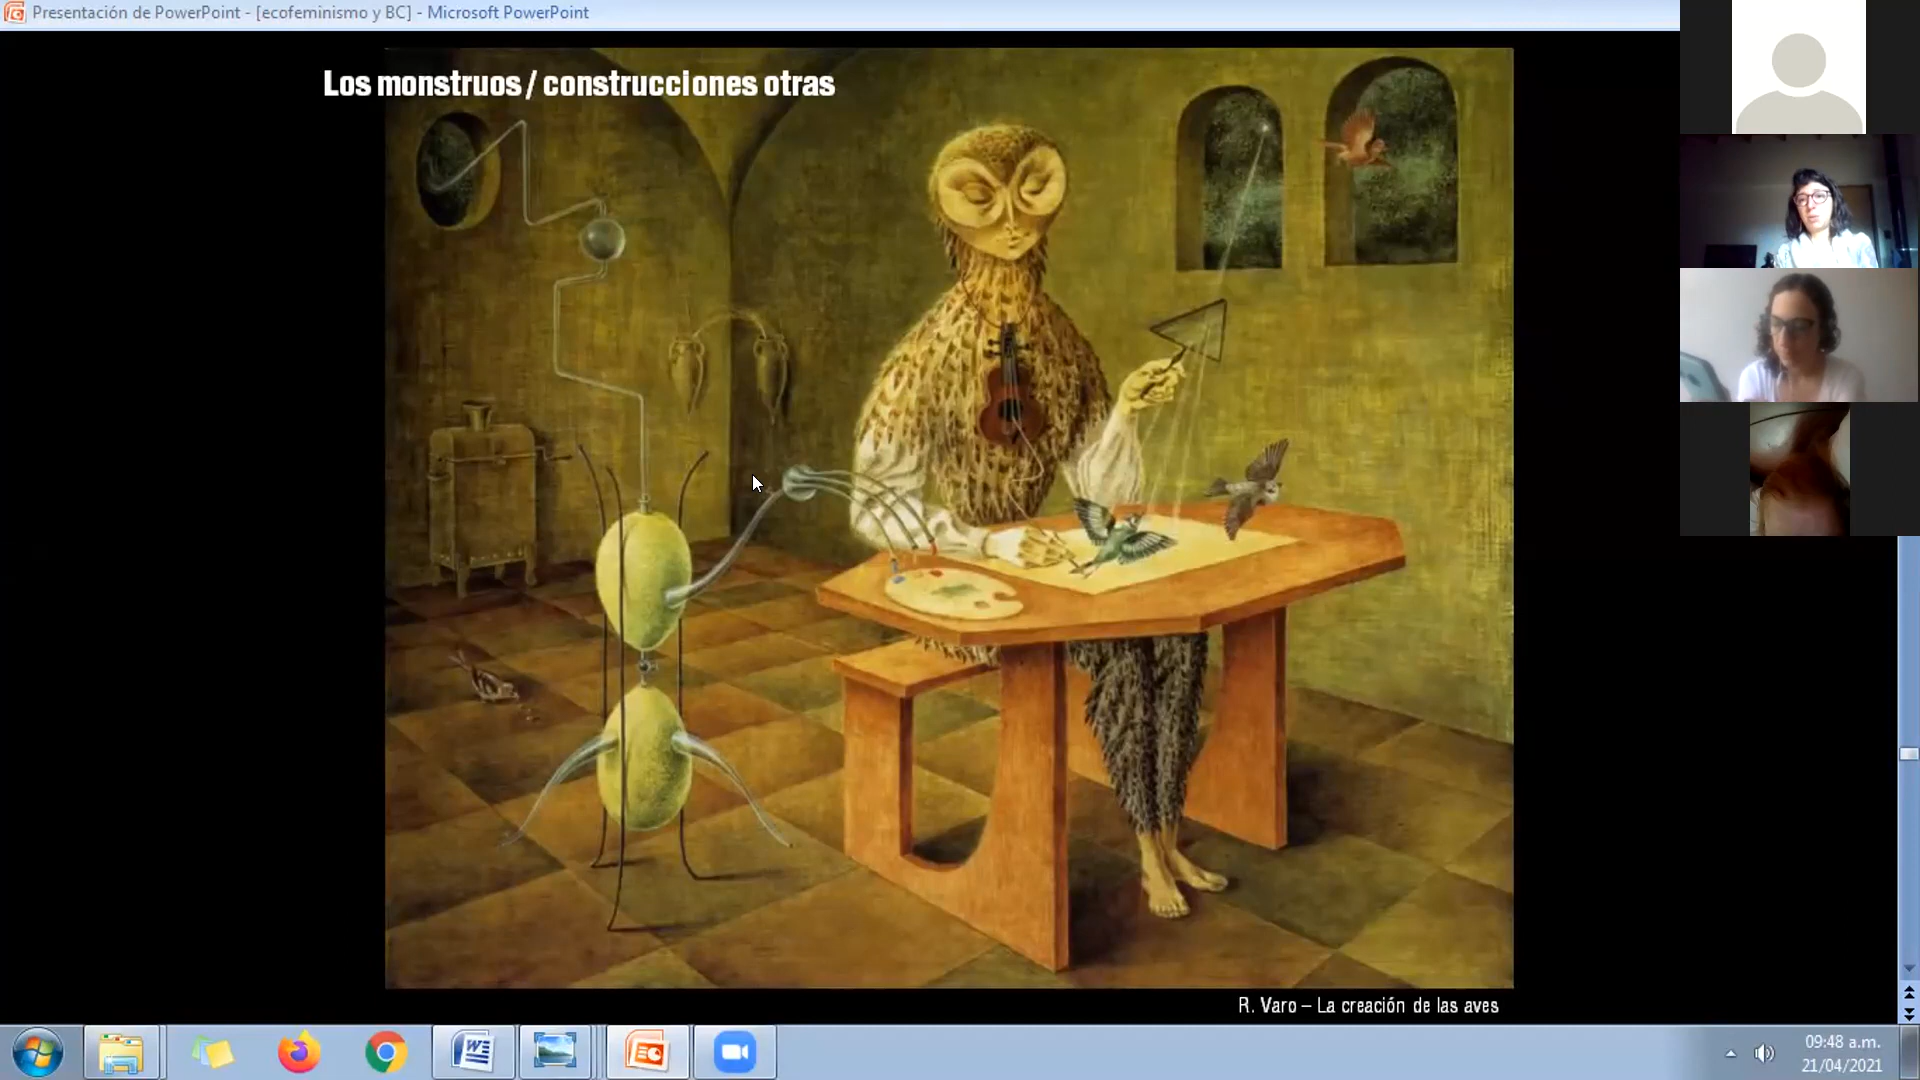 Presentación de PowerPoint - [ecofeminismo y BC] - Microsoft PowerPoint
Los monstruos / construcciones otras
R. Varo – La creación de las aves
09:48 a.m.
21/04/2021